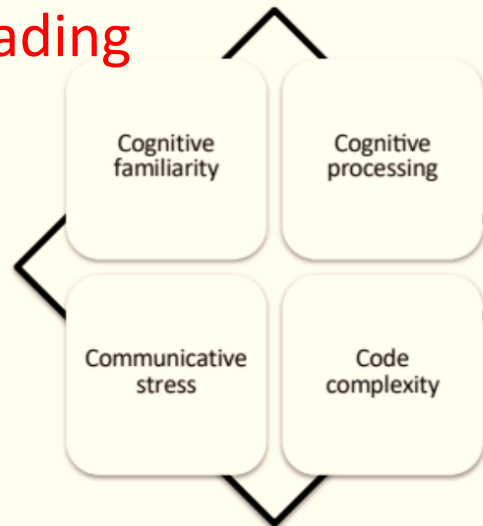 ading
Cognitive
familiarity
Cognitive
processing
Communicative
stress
Code
complexity